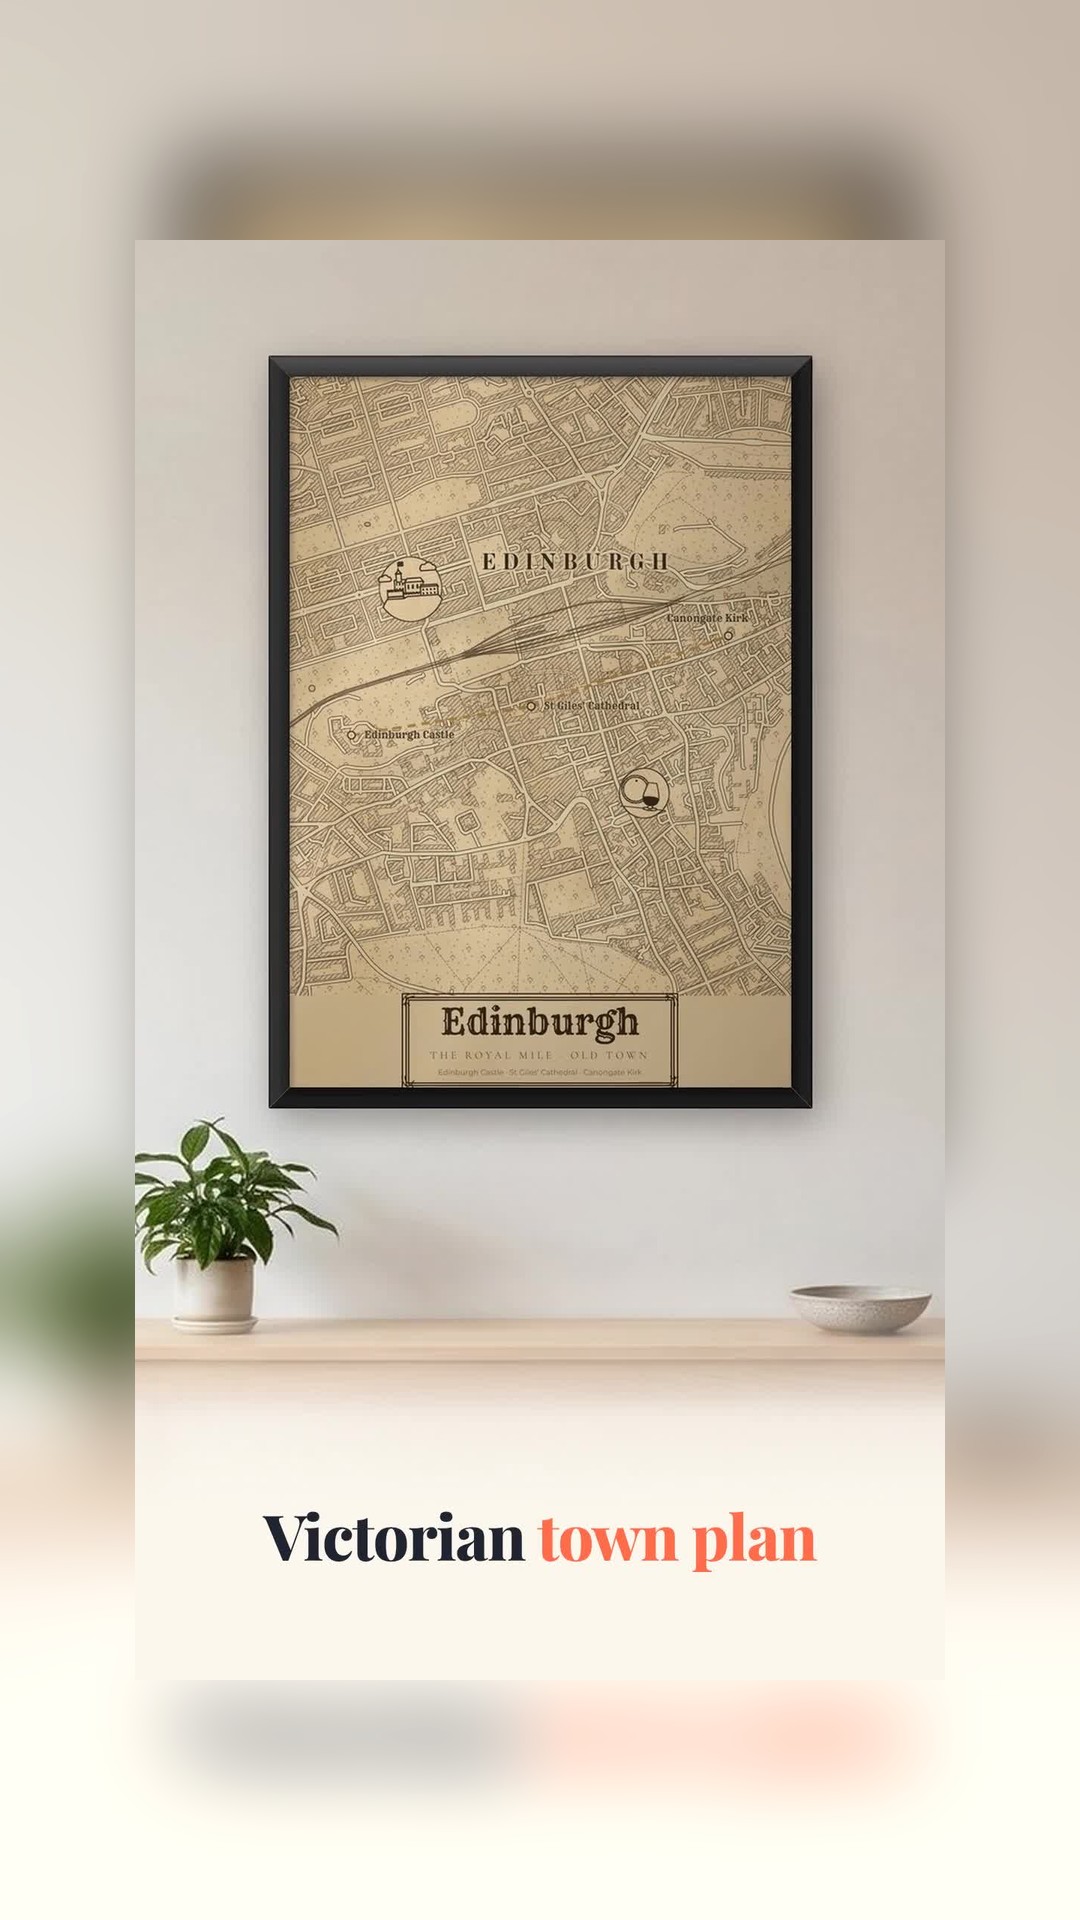 EDINBURGH
Canongate Kirk
St Giles' Cathedral
Edinburgh Castle
Edinburgh
THE ROYAL MILE · OLD TOWN
Edinburgh Castle · St Giles' Cathedral · Canongate Kirk
Victorian town plan